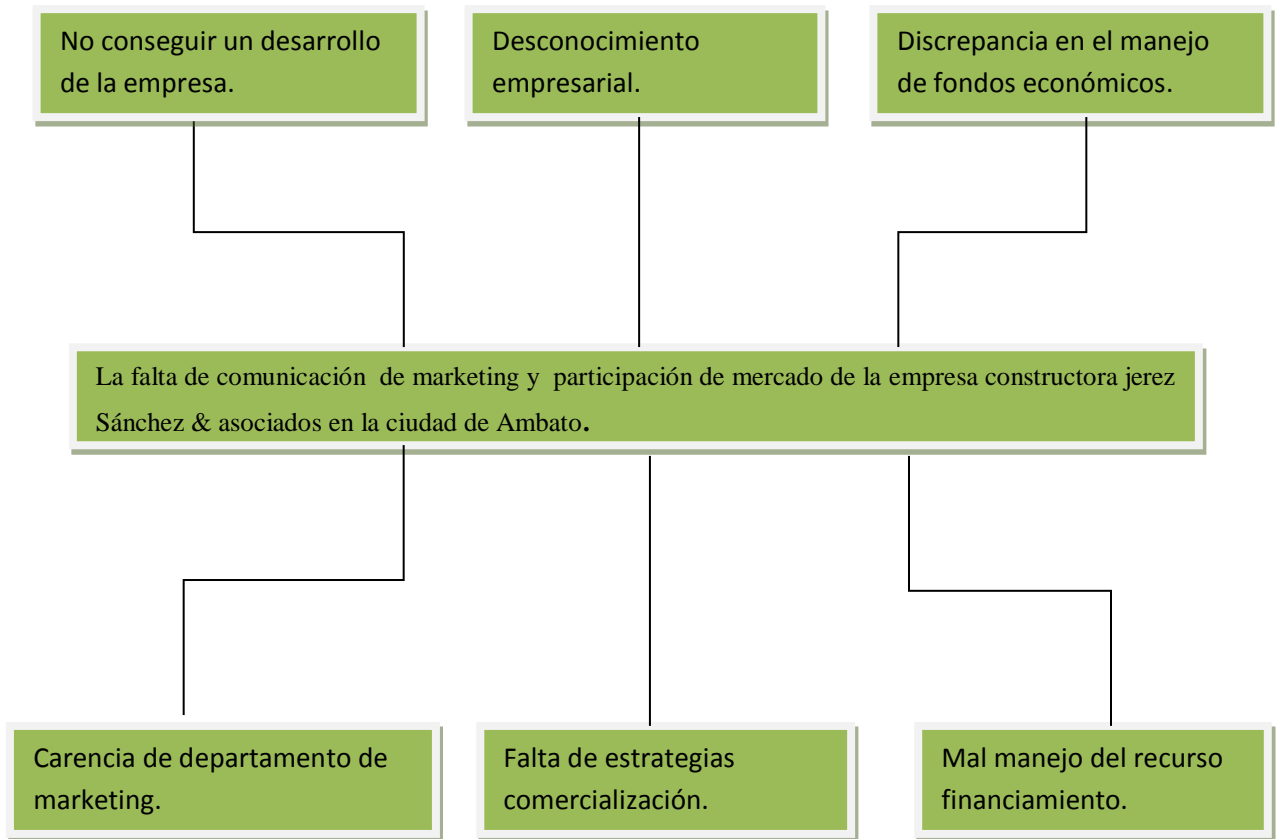 No conseguir un desarrollo
de la empresa.
Desconocimiento
empresarial.
Discrepancia en el manejo
de fondos económicos.
La falta de comunicación de marketing y participación de mercado de la empresa constructora jerez
Sánchez & asociados en la ciudad de Ambato.
Carencia de departamento de
marketing.
Falta de estrategias
comercialización.
Mal manejo del recurso
financiamiento.